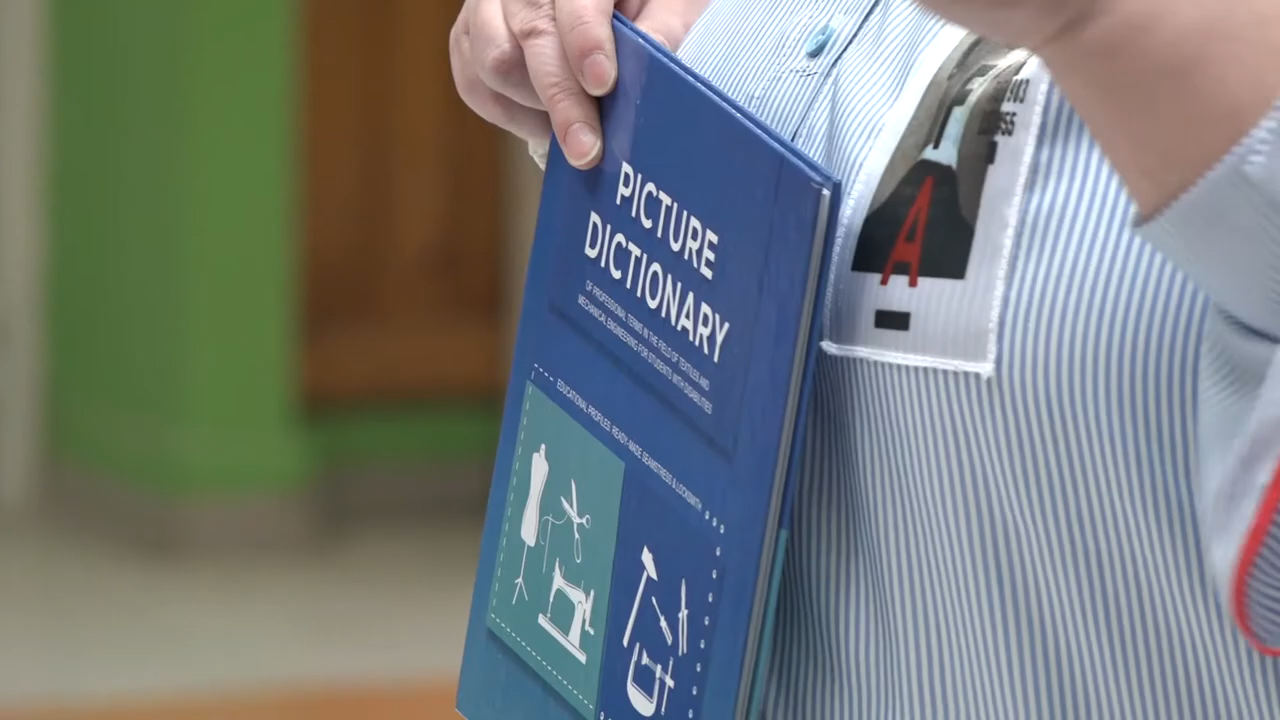 PICTURE
DICTIONARY
OF PROFESSIONAL TERMS IN THE FIELD OF TEXTILES AND
MECHANICAL ENGINEERING FOR STUDENTS WITH DISABILITIES
EDUCATIONAL PROFILES: READY-MADE SEAMSTRESS & LOCKSMITH
A